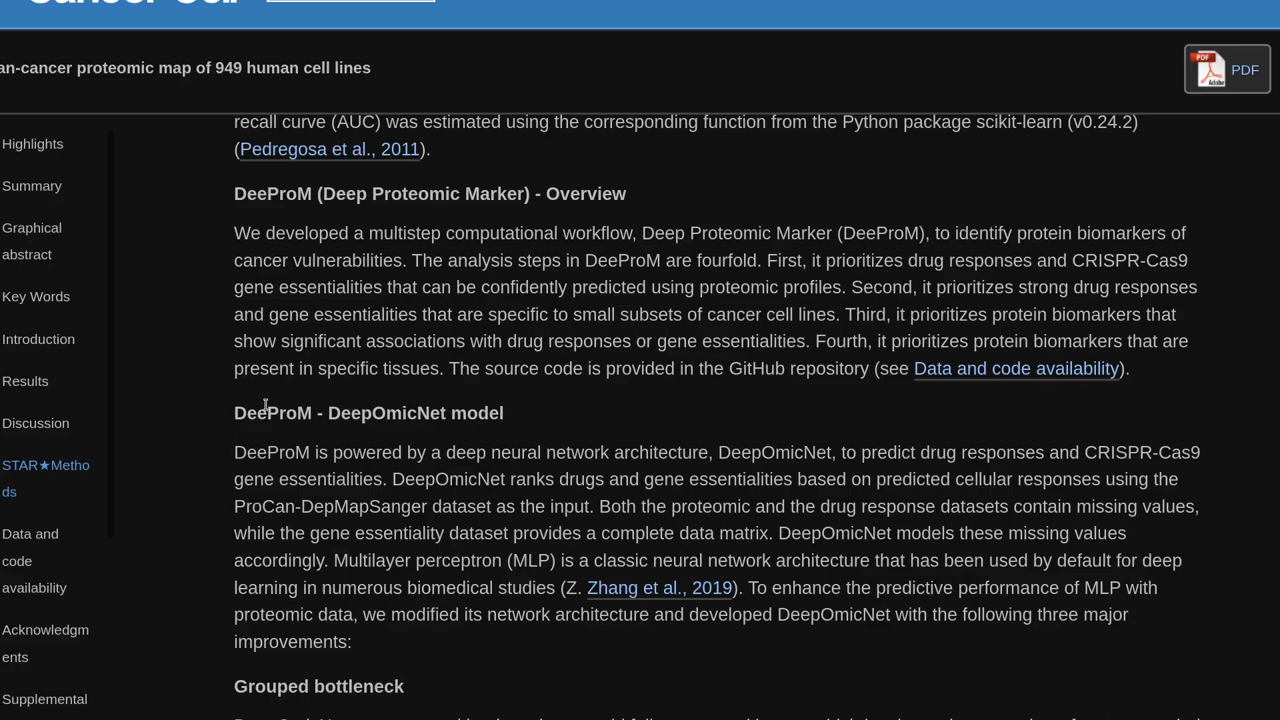 an-cancer proteomic map of 949 human cell lines
PDF
Highlights
Summary
Graphical
abstract
Key Words
Introduction
Results
Discussion
STAR★Metho
ds
Data and
code
availability
Acknowledgm
ents
Supplemental
recall curve (AUC) was estimated using the corresponding function from the Python package scikit-learn (v0.24.2)
(Pedregosa et al., 2011).
DeeProM (Deep Proteomic Marker) - Overview
We developed a multistep computational workflow, Deep Proteomic Marker (DeeProM), to identify protein biomarkers of
cancer vulnerabilities. The analysis steps in DeeProM are fourfold. First, it prioritizes drug responses and CRISPR-Cas9
gene essentialities that can be confidently predicted using proteomic profiles. Second, it prioritizes strong drug responses
and gene essentialities that are specific to small subsets of cancer cell lines. Third, it prioritizes protein biomarkers that
show significant associations with drug responses or gene essentialities. Fourth, it prioritizes protein biomarkers that are
present in specific tissues. The source code is provided in the GitHub repository (see Data and code availability).
DeeProM - DeepOmicNet model
DeeProM is powered by a deep neural network architecture, DeepOmicNet, to predict drug responses and CRISPR-Cas9
gene essentialities. DeepOmicNet ranks drugs and gene essentialities based on predicted cellular responses using the
ProCan-DepMapSanger dataset as the input. Both the proteomic and the drug response datasets contain missing values,
while the gene essentiality dataset provides a complete data matrix. DeepOmicNet models these missing values
accordingly. Multilayer perceptron (MLP) is a classic neural network architecture that has been used by default for deep
learning in numerous biomedical studies (Z. Zhang et al., 2019). To enhance the predictive performance of MLP with
proteomic data, we modified its network architecture and developed DeepOmicNet with the following three major
improvements:
Grouped bottleneck